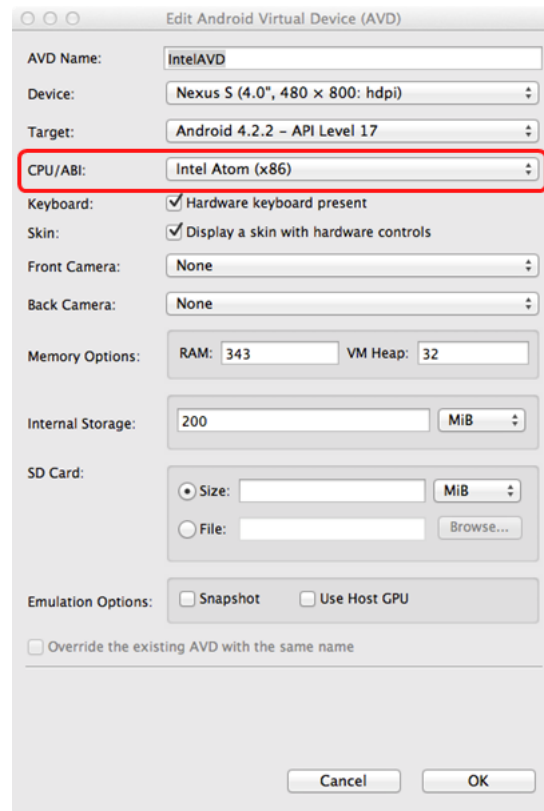 Edit Android Virtual Device (AVD)
AVD Name: IntelAVD
Device: Nexus S (4.0", 480 × 800: hdpi)
Target: Android 4.2.2 – API Level 17
CPU/ABI: Intel Atom (x86)
Keyboard: Hardware keyboard present
Skin: Display a skin with hardware controls
Front Camera: None
Back Camera: None
Memory Options: RAM: 343 VM Heap: 32
Internal Storage: 200 MiB
SD Card:
Size: MiB
File: Browse...
Emulation Options: Snapshot Use Host GPU
Override the existing AVD with the same name
Cancel OK